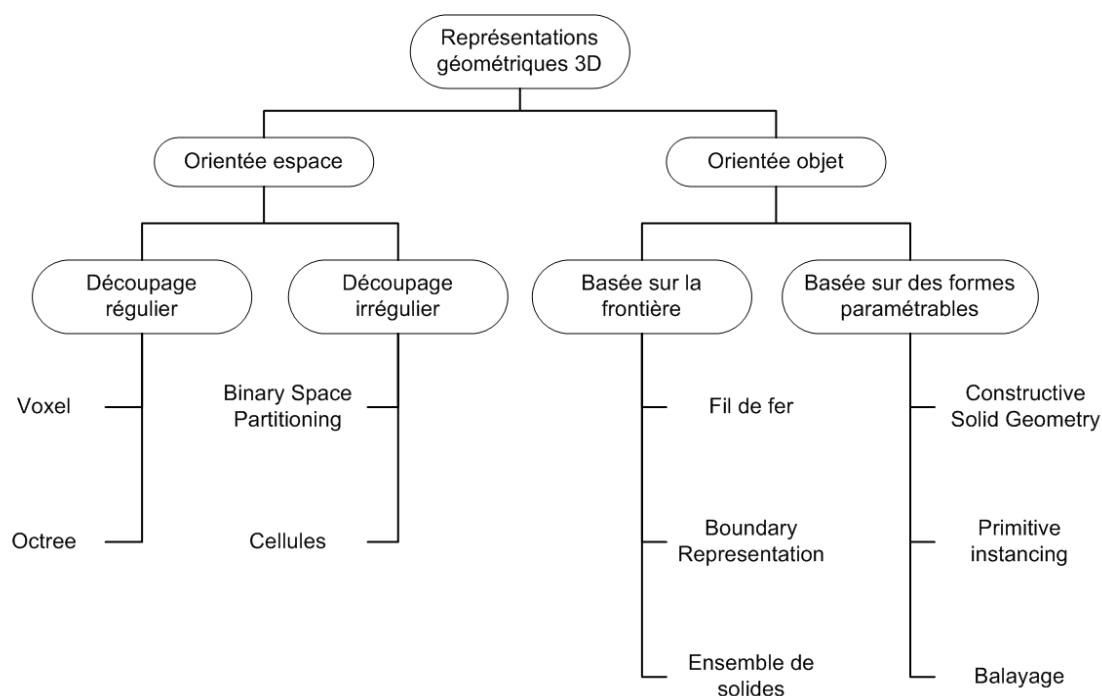 Représentations
géométriques 3D
Orientée espace
Orientée objet
Découpage
régulier
Découpage
irrégulier
Basée sur la
frontière
Basée sur des formes
paramétrables
Voxel
Binary Space
Partitioning
Fil de fer
Constructive
Solid Geometry
Octree
Cellules
Boundary
Representation
Primitive
instancing
Ensemble de
solides
Balayage